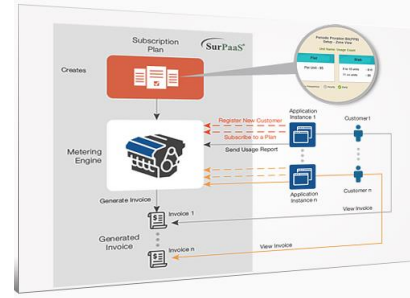 Subscription
Plan
SurPaaS®
Creates
Register New Customer
Subscribe to a Plan
Send Usage Report
Application
Instance 1
Customer1
Metering
Engine
Application
Instance n
Customer n
Generate Invoice
View Invoice
Invoice 1
Generated
Invoice
Invoice n
View Invoice